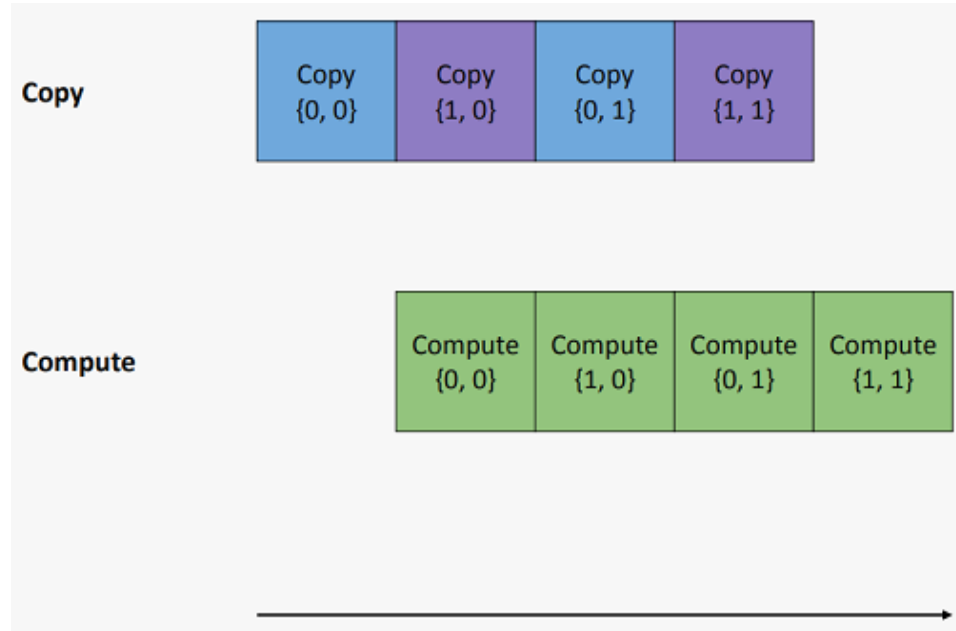 Copy
Copy
{0, 0}
Copy
{1, 0}
Copy
{0, 1}
Copy
{1, 1}
Compute
Compute
{0, 0}
Compute
{1, 0}
Compute
{0, 1}
Compute
{1, 1}